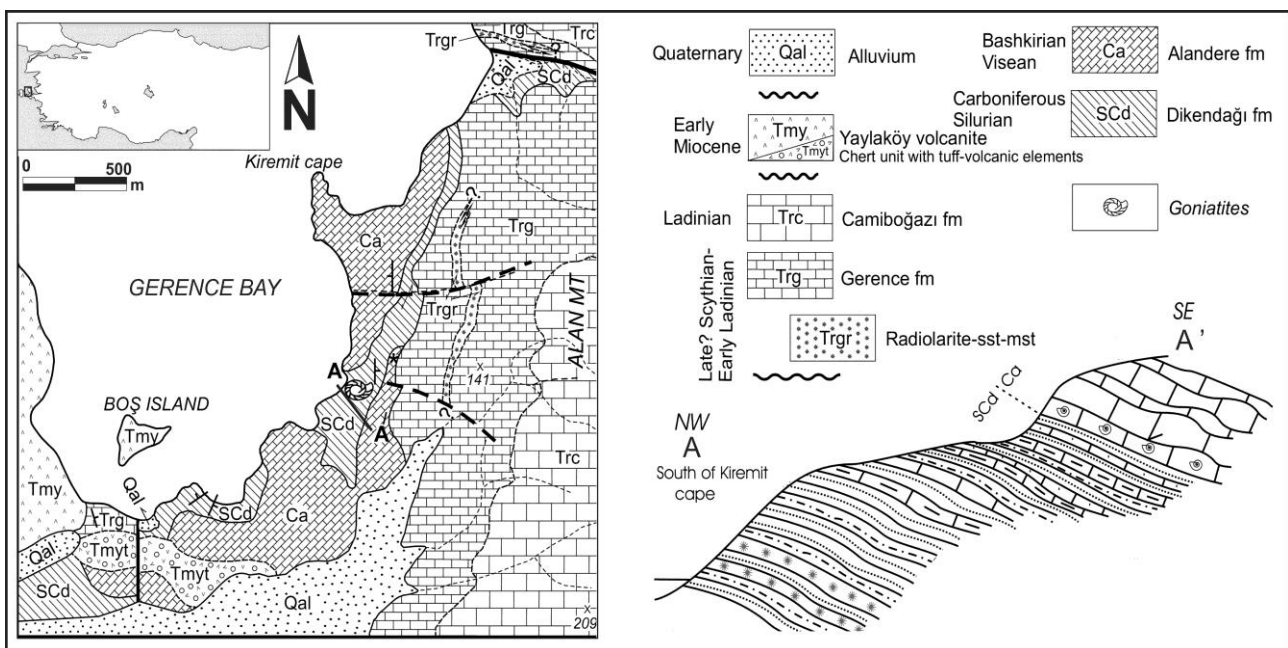 Trgr
Trg
Trc
Qal
SCd
N
0 500
m
Kiremit cape
Ca
Trg
?
GERENCE BAY
Trgr
ALAN MT
A
x
x
141
BOŞ ISLAND
Tmy
SCd
A'
?
Trc
Tmy
Qal
SCd
Ca
Trg
Qal
Tmyt
Tmyt
SCd
Qal
x
209
Quaternary
Qal
Alluvium
Early
Miocene
Tmy
Tmyt
Yaylaköy volcanite
Chert unit with tuff-volcanic elements
Ladinian
Trc
Camiboğazı fm
Late? Scythian-
Early Ladinian
Trg
Gerence fm
Trgr
Radiolarite-sst-mst
Bashkirian
Visean
Ca
Alandere fm
Carboniferous
Silurian
SCd
Dikendağı fm
Goniatites
SE
A'
SCd
Ca
NW
A
South of Kiremit
cape